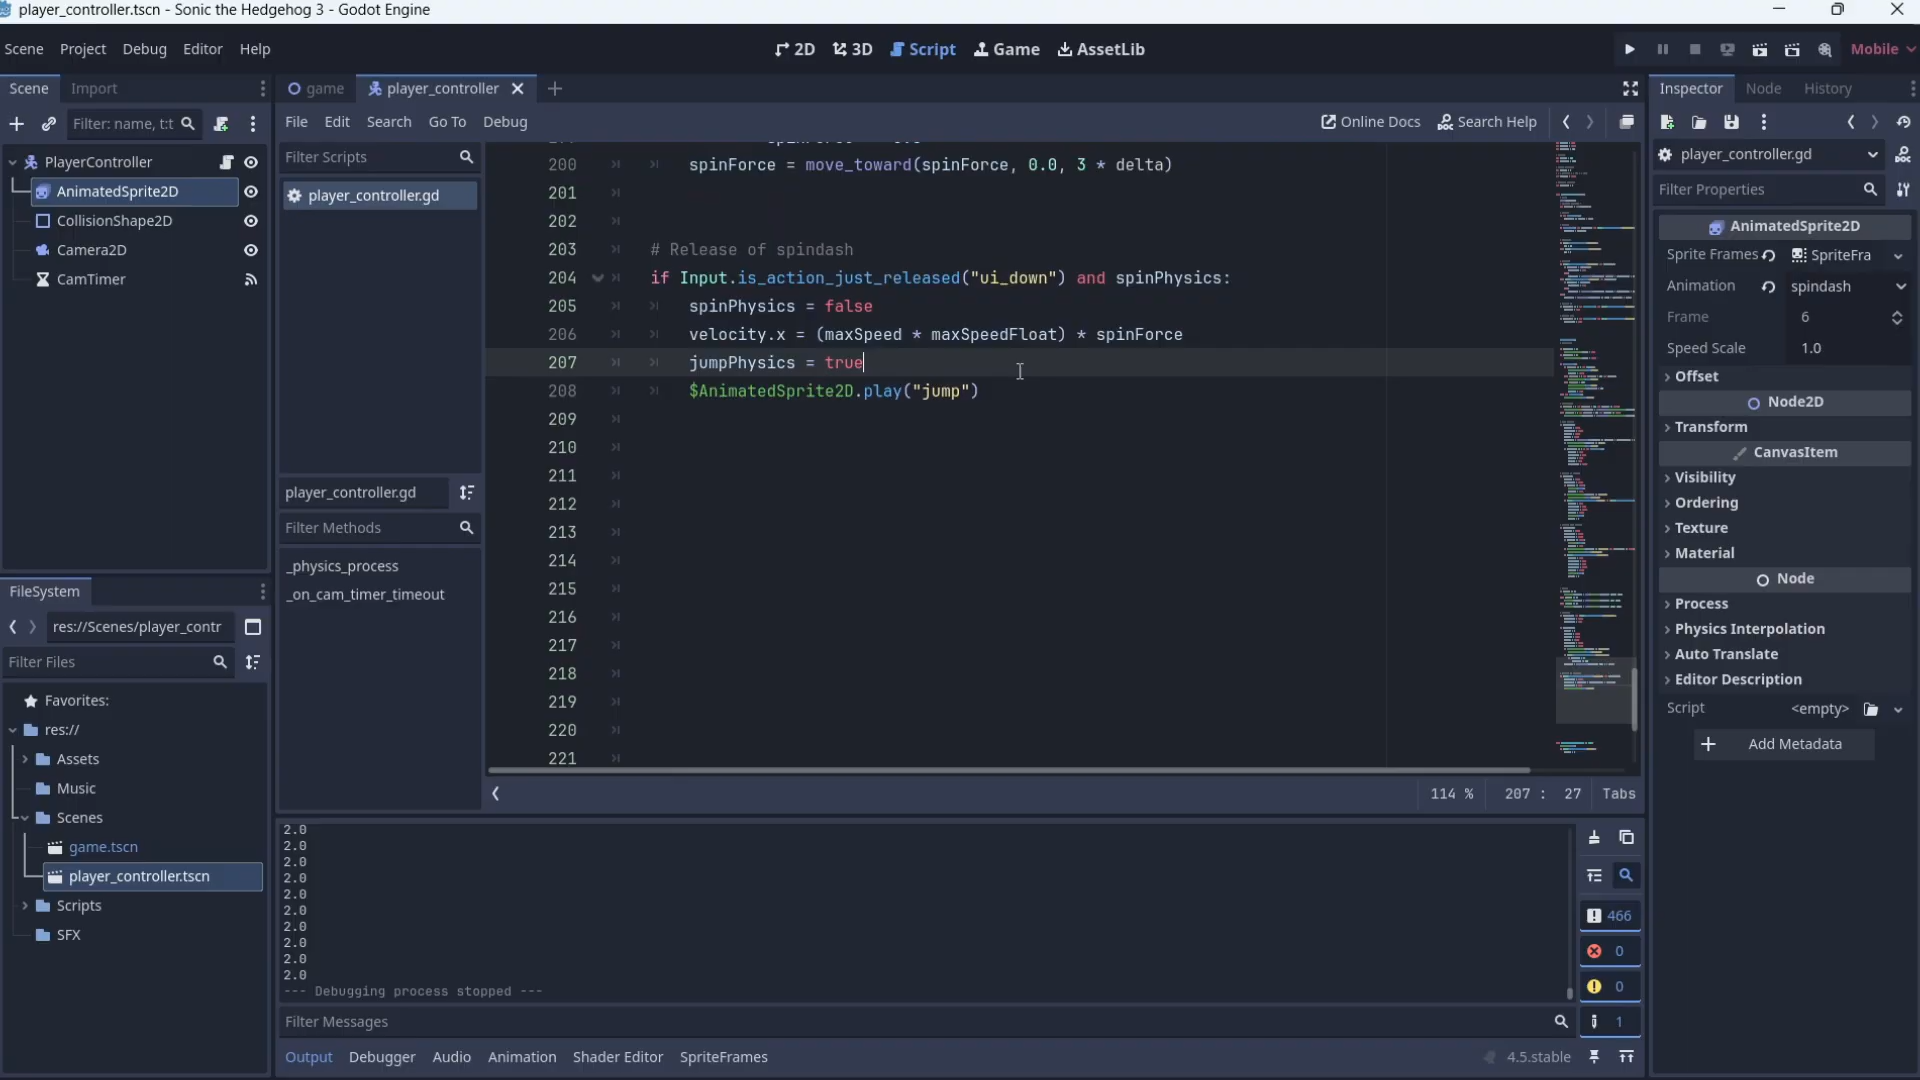 player_controller.tscn - Sonic the Hedgehog 3 - Godot Engine
Scene Project Debug Editor Help
2D 3D Script Game AssetLib
Mobile
Scene Import
game player_controller
Inspector Node History
Filter: name, t:t
File Edit Search Go To Debug
Online Docs Search Help
PlayerController
AnimatedSprite2D
CollisionShape2D
Camera2D
CamTimer
Filter Scripts
player_controller.gd
player_controller.gd
Filter Methods
_physics_process
_on_cam_timer_timeout
200 spinForce = move_toward(spinForce, 0.0, 3 * delta)
201
202
203 # Release of spindash
204 if Input.is_action_just_released("ui_down") and spinPhysics:
205 spinPhysics = false
206 velocity.x = (maxSpeed * maxSpeedFloat) * spinForce
207 jumpPhysics = true
208 $AnimatedSprite2D.play("jump")
209
210
211
212
213
214
215
216
217
218
219
220
221
114 % 207 : 27 Tabs
player_controller.gd
Filter Properties
AnimatedSprite2D
Sprite Frames SpriteFra
Animation spindash
Frame 6
Speed Scale 1.0
Offset
Node2D
Transform
CanvasItem
Visibility
Ordering
Texture
Material
Node
Process
Physics Interpolation
Auto Translate
Editor Description
Script <empty>
Add Metadata
FileSystem
res://Scenes/player_contr
Filter Files
Favorites:
res://
Assets
Music
Scenes
game.tscn
player_controller.tscn
Scripts
SFX
2.0
2.0
2.0
2.0
2.0
2.0
2.0
2.0
2.0
2.0
--- Debugging process stopped ---
466
0
0
1
Filter Messages
Output Debugger Audio Animation Shader Editor SpriteFrames
4.5.stable